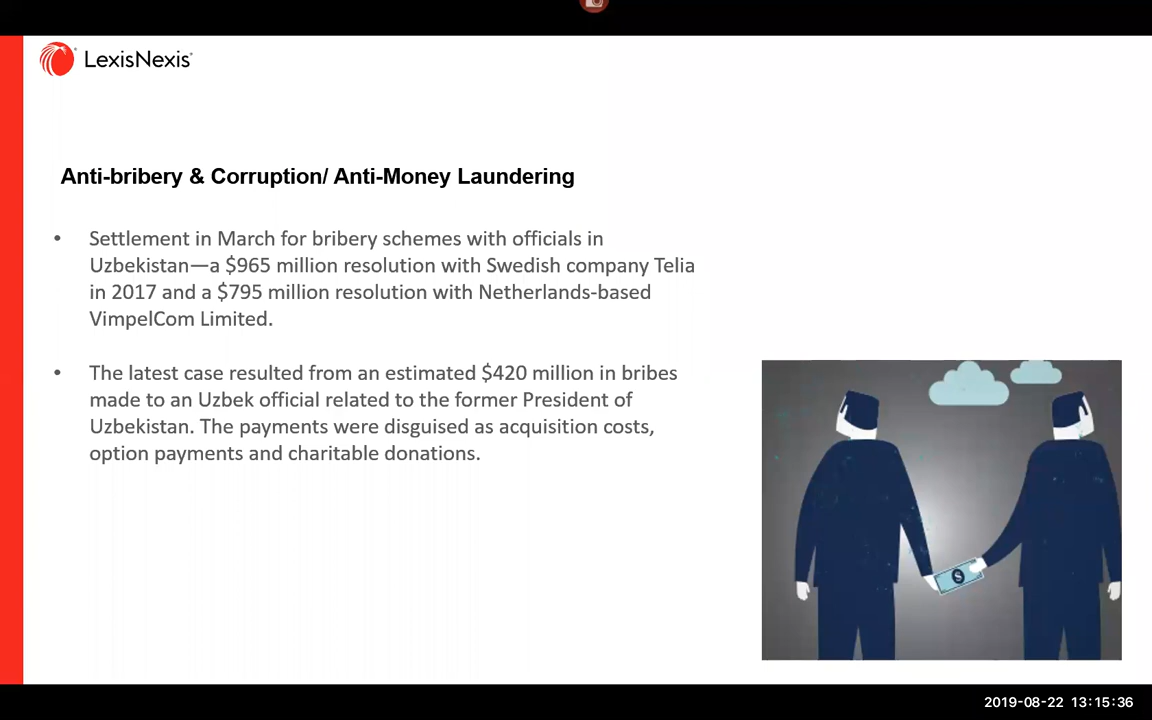 LexisNexis
Anti-bribery & Corruption/ Anti-Money Laundering
• Settlement in March for bribery schemes with officials in
Uzbekistan—a $965 million resolution with Swedish company Telia
in 2017 and a $795 million resolution with Netherlands-based
VimpelCom Limited.
• The latest case resulted from an estimated $420 million in bribes
made to an Uzbek official related to the former President of
Uzbekistan. The payments were disguised as acquisition costs,
option payments and charitable donations.
$
2019-08-22 13:15:36